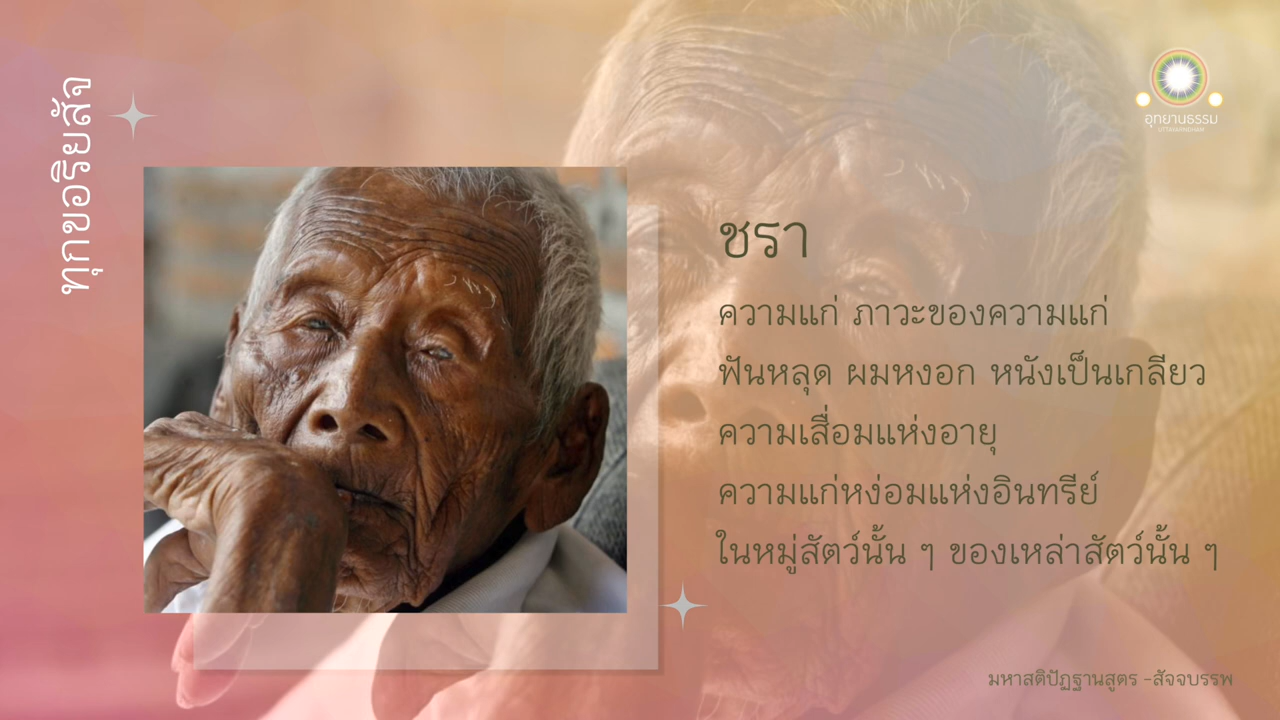 ทุกขอริยสัจ
อุทยานธรรม
UTTAYARNDHAM
ชรา
ความแก่ ภาวะของความแก่
ฟันหลุด ผมหงอก หนังเป็นเกลียว
ความเสื่อมแห่งอายุ
ความแก่หง่อมแห่งอินทรีย์
ในหมู่สัตว์นั้น ๆ ของเหล่าสัตว์นั้น ๆ
มหาสติปัฏฐานสูตร -สัจจบรรพ